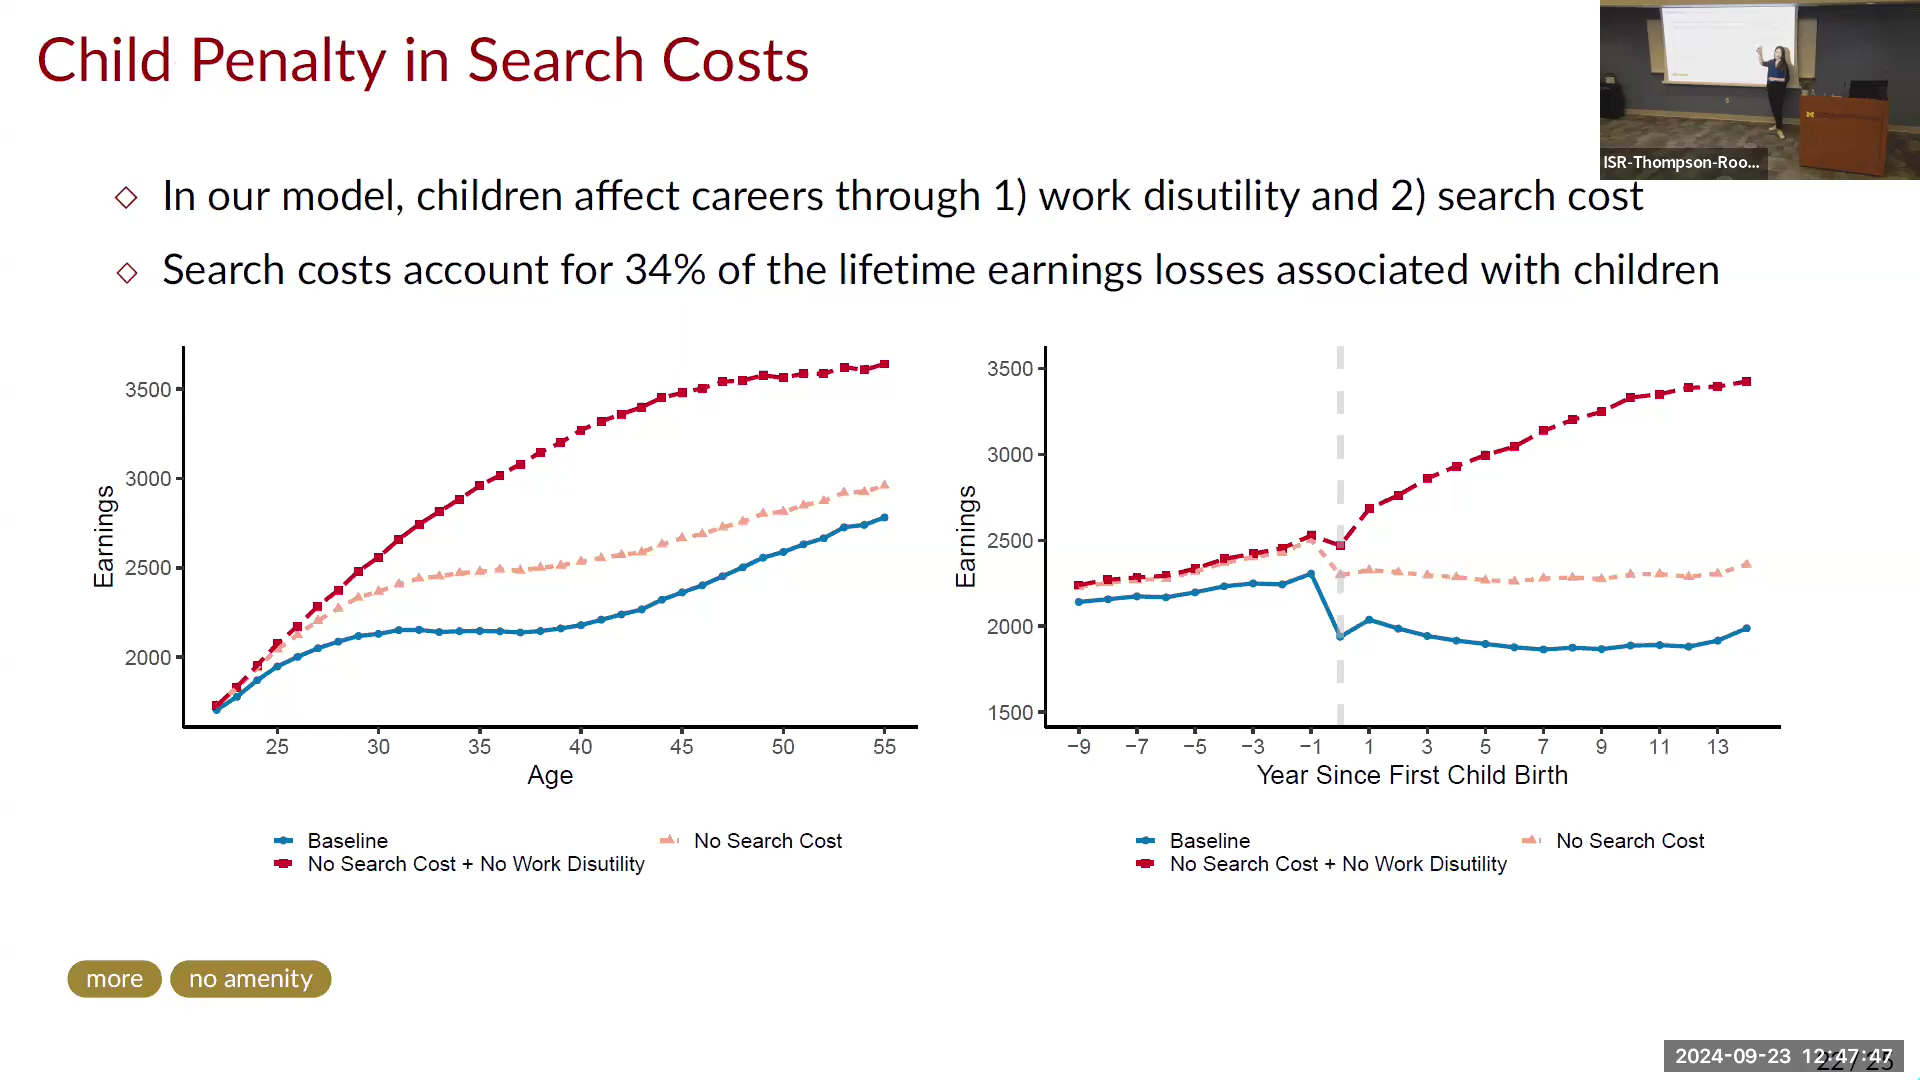 Child Penalty in Search Costs
ISR-Thompson-Roo...
◇ In our model, children affect careers through 1) work disutility and 2) search cost
◇ Search costs account for 34% of the lifetime earnings losses associated with children
3500
3000
2500
2000
Earnings
25 30 35 40 45 50 55
Age
Baseline
No Search Cost
No Search Cost + No Work Disutility
3500
3000
2500
2000
1500
Earnings
−9 −7 −5 −3 −1 1 3 5 7 9 11 13
Year Since First Child Birth
Baseline
No Search Cost
No Search Cost + No Work Disutility
more
no amenity
2024-09-23 12:47:47